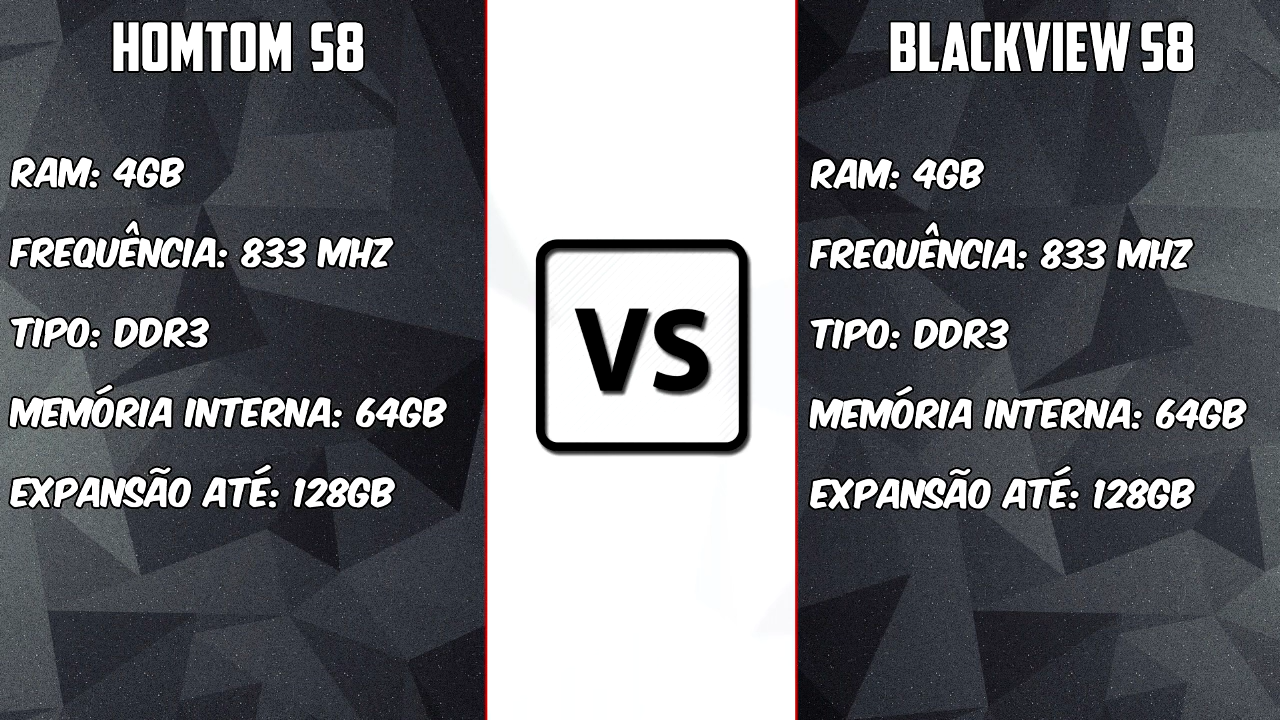 HOMTOM S8
RAM: 4GB
FREQUÊNCIA: 833 MHZ
TIPO: DDR3
MEMÓRIA INTERNA: 64GB
EXPANSÃO ATÉ: 128GB
VS
BLACKVIEW S8
RAM: 4GB
FREQUÊNCIA: 833 MHZ
TIPO: DDR3
MEMÓRIA INTERNA: 64GB
EXPANSÃO ATÉ: 128GB